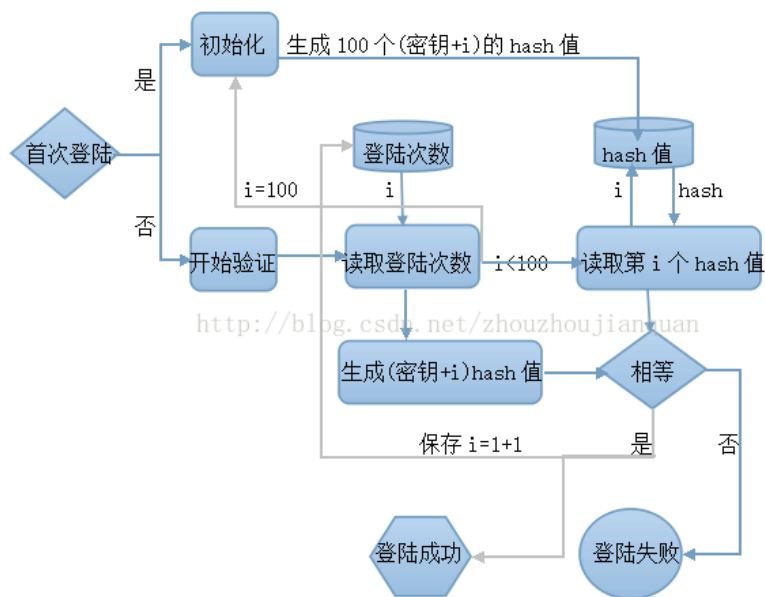 初始化
生成100个(密钥+i)的hash值
是
首次登陆
登陆次数
hash值
i=100
i
i
hash
否
开始验证
读取登陆次数
i<100
读取第i个hash值
http://blog.csdn.net/zhouzhoujianquan
生成(密钥+i)hash值
相等
保存i=1+1
是
否
登陆成功
登陆失败